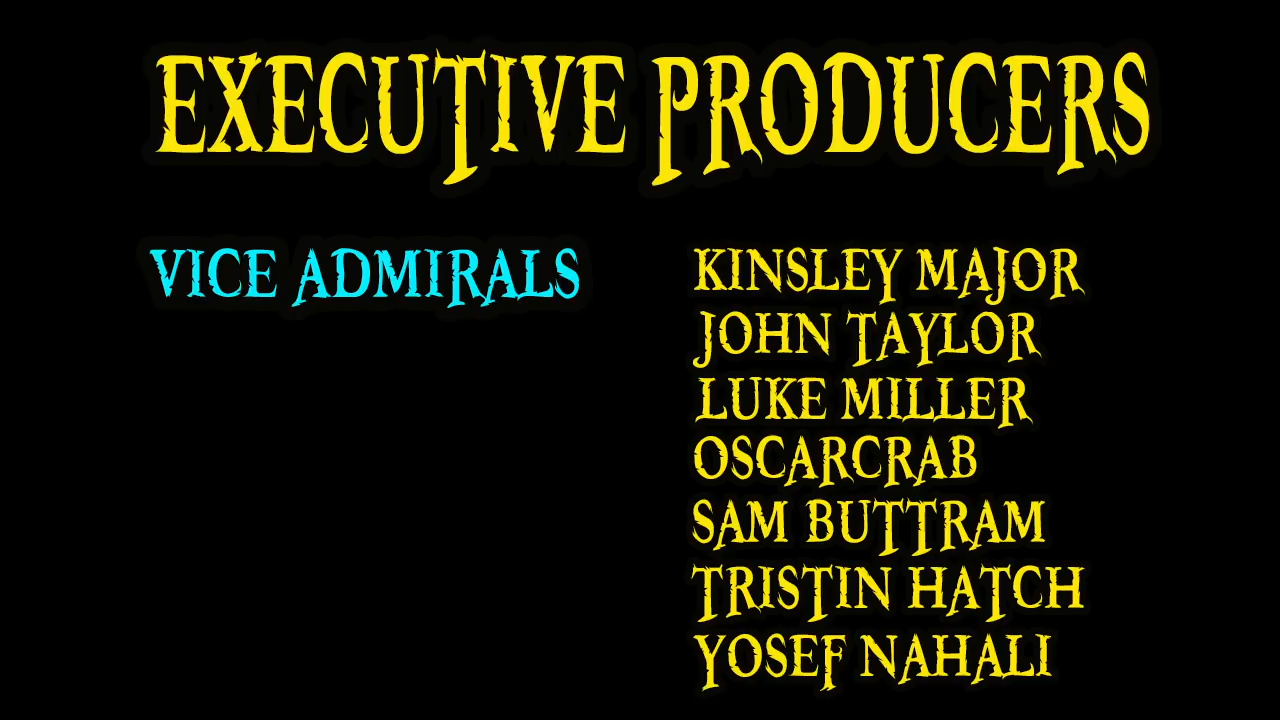 EXECUTIVE PRODUCERS
VICE ADMIRALS
KINSLEY MAJOR
JOHN TAYLOR
LUKE MILLER
OSCARCRAB
SAM BUTTRAM
TRISTIN HATCH
YOSEF NAHALI